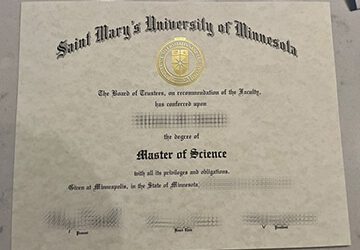 Saint Mary's University of Minnesota
The Board of Trustees, on recommendation of the Faculty,
has conferred upon
the degree of
Master of Science
with all its privileges and obligations.
Given at Minneapolis, in the State of Minnesota,
President